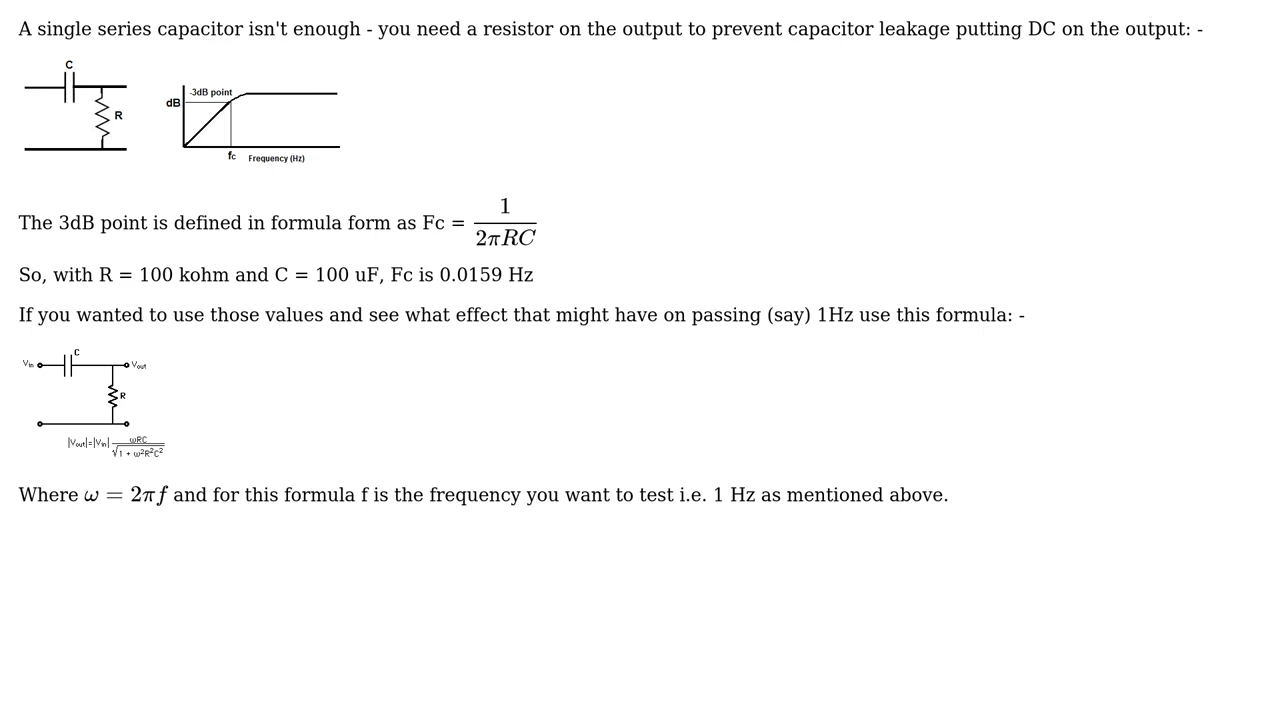 A single series capacitor isn't enough - you need a resistor on the output to prevent capacitor leakage putting DC on the output: -
C
R
-3dB point
dB
fc Frequency (Hz)
The 3dB point is defined in formula form as Fc = 1 / 2πRC
So, with R = 100 kohm and C = 100 uF, Fc is 0.0159 Hz
If you wanted to use those values and see what effect that might have on passing (say) 1Hz use this formula: -
C
Vin Vout
R
|Vout|=|Vin| ωRC / √1 + ω²R²C²
Where ω = 2πf and for this formula f is the frequency you want to test i.e. 1 Hz as mentioned above.